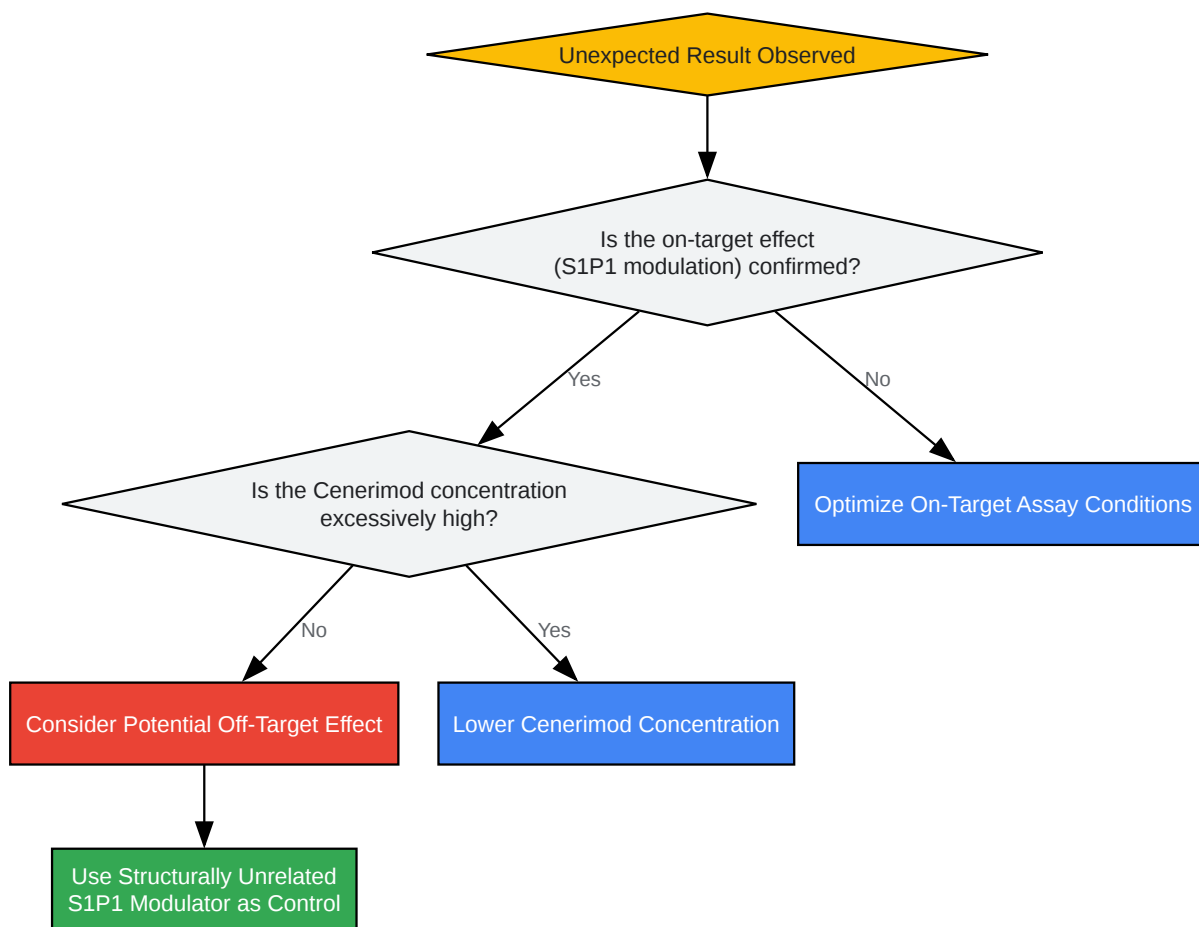 Unexpected Result Observed
Is the on-target effect
(S1P1 modulation) confirmed?
Yes
No
Is the Cenerimod concentration
excessively high?
Optimize On-Target Assay Conditions
No
Yes
Consider Potential Off-Target Effect
Lower Cenerimod Concentration
Use Structurally Unrelated
S1P1 Modulator as Control